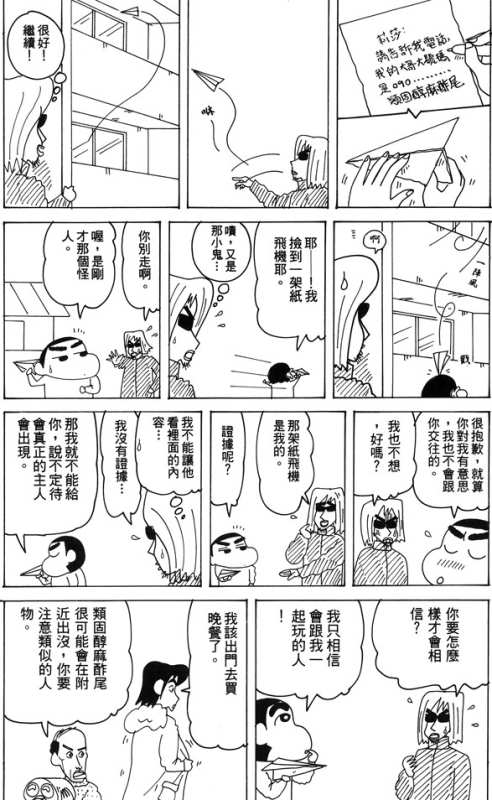 莉莎:
請告訴我電話,
我的大哥大號碼
是090………
類固醇麻酥尾
咻
很好!
繼續!
啊
一陣風
戳
耶——!我
撿到一架紙
飛機耶。
嘖,又是
那小鬼…
你別走啊。
喔,是剛
才那個怪
人。
很抱歉,就算
你對我有意思
,我也不會跟
你交往的。
我也不想
,好嗎?
那架紙飛機
是我的。
證據呢?
我不能讓他
看裡面的內
容…
我沒有證據…
那我就不能給
你,說不定待
會真正的主人
會出現。
你要怎麼
樣才會相
信?
我只相信
會跟我一
起玩的人
!
我該出門去買
晚餐了。
類固醇麻酥尾
很可能會在附
近出沒,你要
注意類似的人
物。